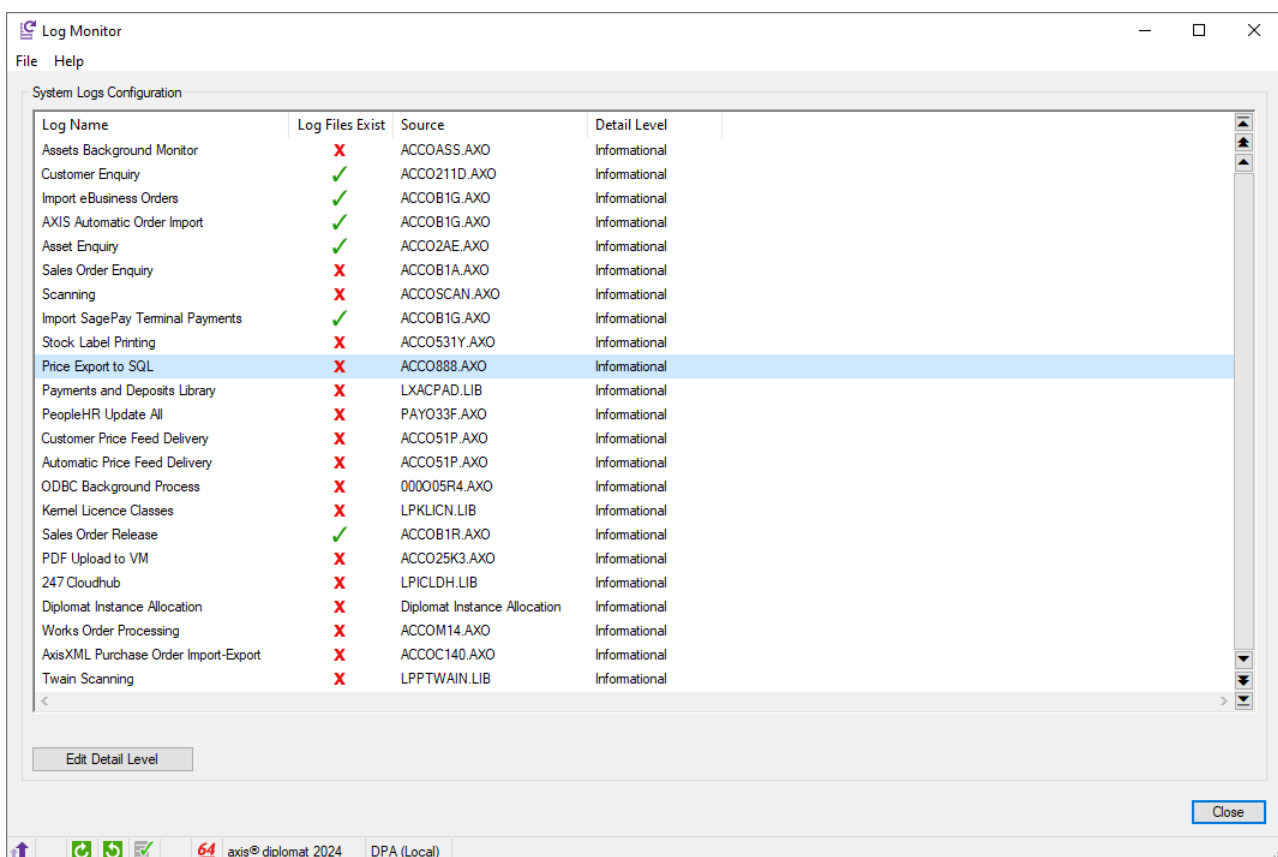 Log Monitor
File Help
System Logs Configuration
Log Name Log Files Exist Source Detail Level
Assets Background Monitor X ACCOASS.AXO Informational
Customer Enquiry ✓ ACCO211D.AXO Informational
Import eBusiness Orders ✓ ACCOB1G.AXO Informational
AXIS Automatic Order Import ✓ ACCOB1G.AXO Informational
Asset Enquiry ✓ ACCO2AE.AXO Informational
Sales Order Enquiry X ACCOB1A.AXO Informational
Scanning X ACCOSCAN.AXO Informational
Import SagePay Terminal Payments ✓ ACCOB1G.AXO Informational
Stock Label Printing X ACCO531Y.AXO Informational
Price Export to SQL X ACCO888.AXO Informational
Payments and Deposits Library X LXACPAD.LIB Informational
PeopleHR Update All X PAYO33F.AXO Informational
Customer Price Feed Delivery X ACCO51P.AXO Informational
Automatic Price Feed Delivery X ACCO51P.AXO Informational
ODBC Background Process X 000O05R4.AXO Informational
Kernel Licence Classes X LPKLICN.LIB Informational
Sales Order Release ✓ ACCOB1R.AXO Informational
PDF Upload to VM X ACCO25K3.AXO Informational
247 Cloudhub X LPICLDH.LIB Informational
Diplomat Instance Allocation X Diplomat Instance Allocation Informational
Works Order Processing X ACCOM14.AXO Informational
AxisXML Purchase Order Import-Export X ACCOC140.AXO Informational
Twain Scanning X LPPTWAIN.LIB Informational
Edit Detail Level
Close
64 axis® diplomat 2024 DPA (Local)